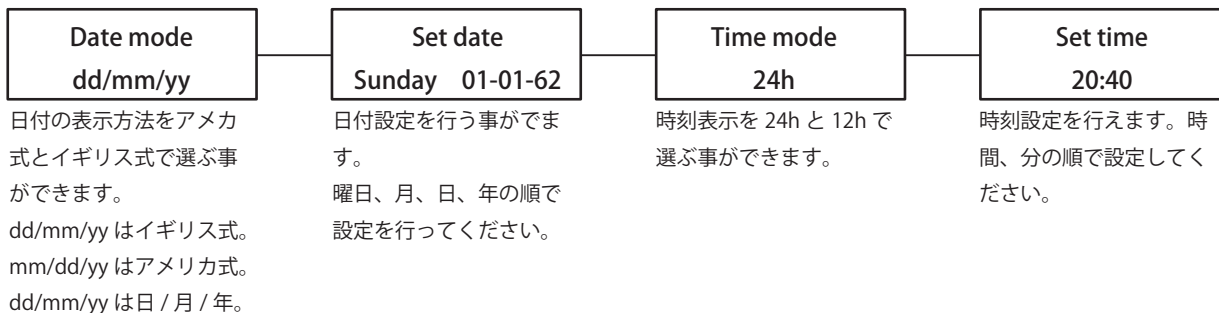 Date mode
dd/mm/yy
日付の表示方法をアメカ
式とイギリス式で選ぶ事
ができます。
dd/mm/yy はイギリス式。
mm/dd/yy はアメリカ式。
dd/mm/yy は日 / 月 / 年。
Set date
Sunday 01-01-62
日付設定を行う事がでま
す。
曜日、月、日、年の順で
設定を行ってください。
Time mode
24h
時刻表示を 24h と 12h で
選ぶ事ができます。
Set time
20:40
時刻設定を行えます。時
間、分の順で設定してく
ださい。